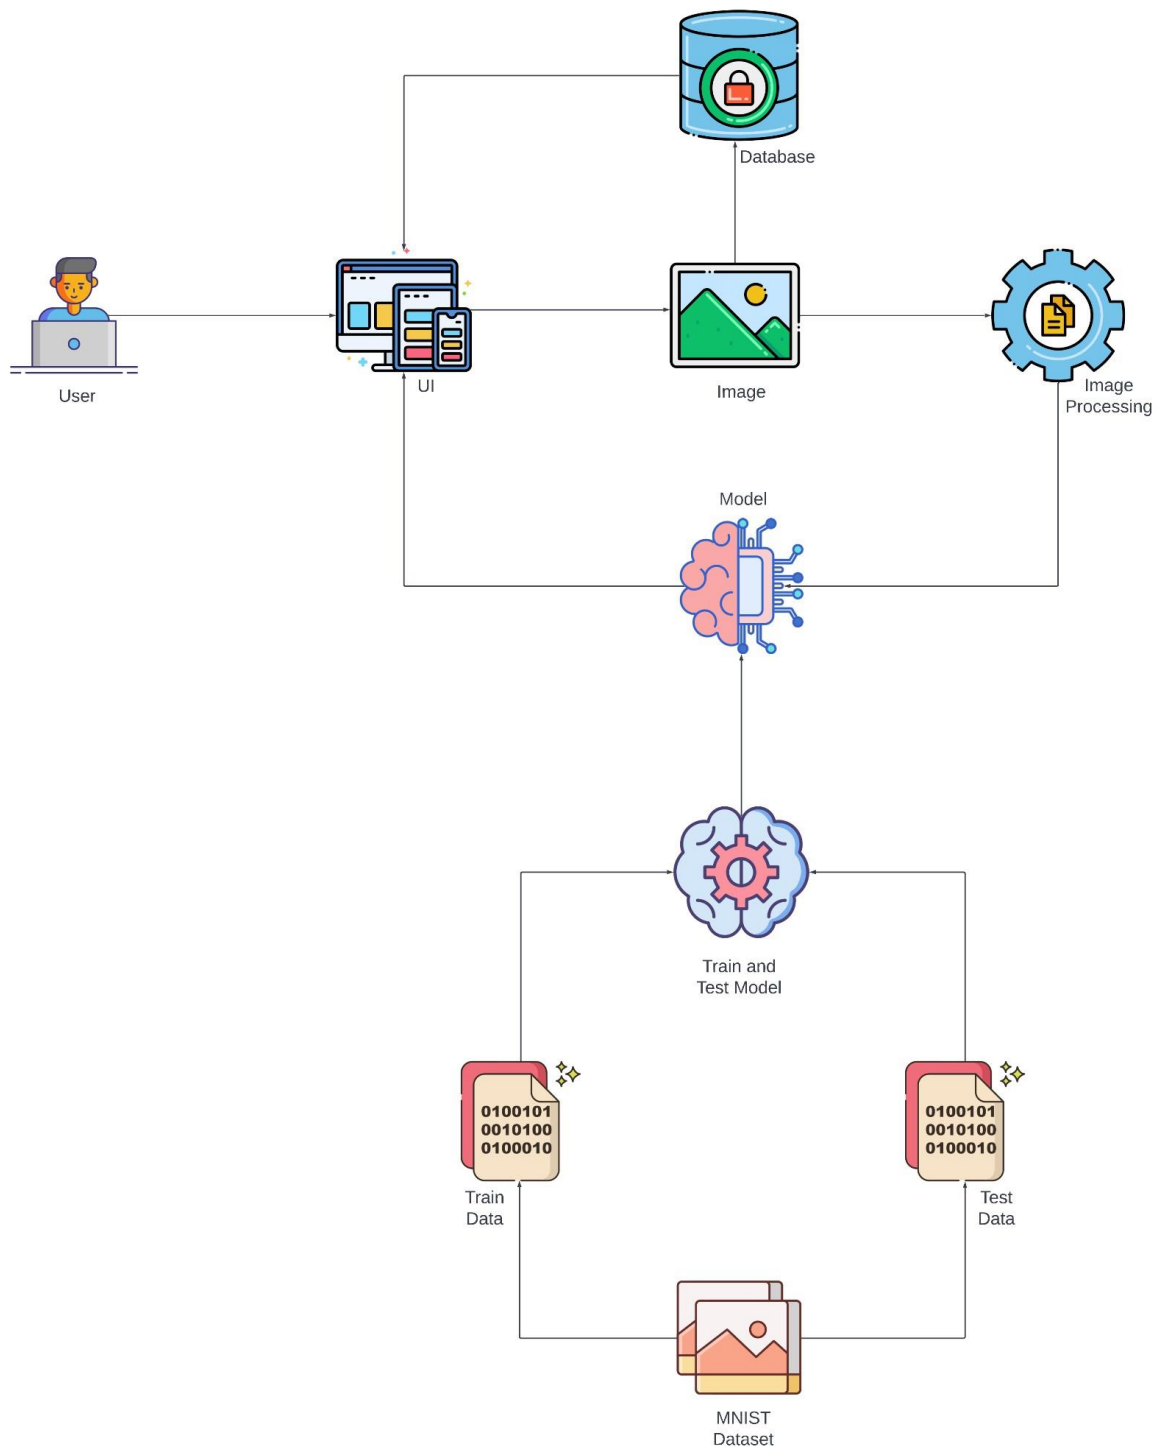 Database
User
UI
Image
Image
Processing
Model
Train and
Test Model
0100101
0010100
0100010
0100101
0010100
0100010
Train
Data
Test
Data
MNIST
Dataset